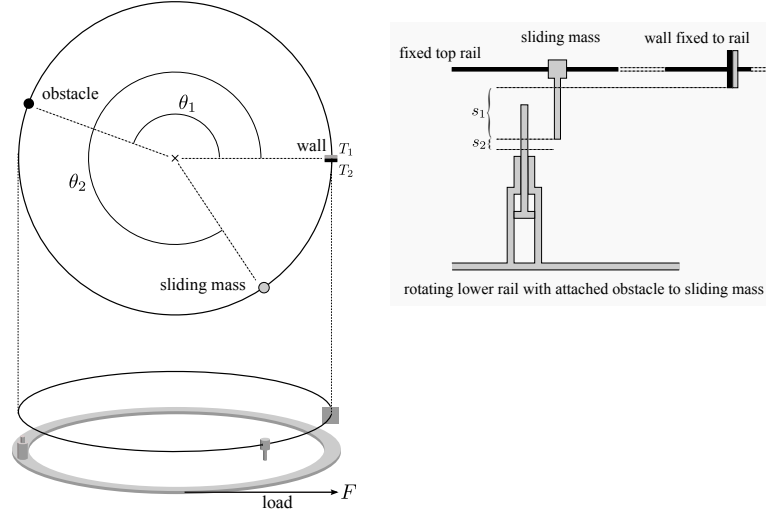 obstacle
θ₁
wall
T₁
T₂
θ₂
sliding mass
load
F
sliding mass
wall fixed to rail
fixed top rail
s₁
s₂
rotating lower rail with attached obstacle to sliding mass